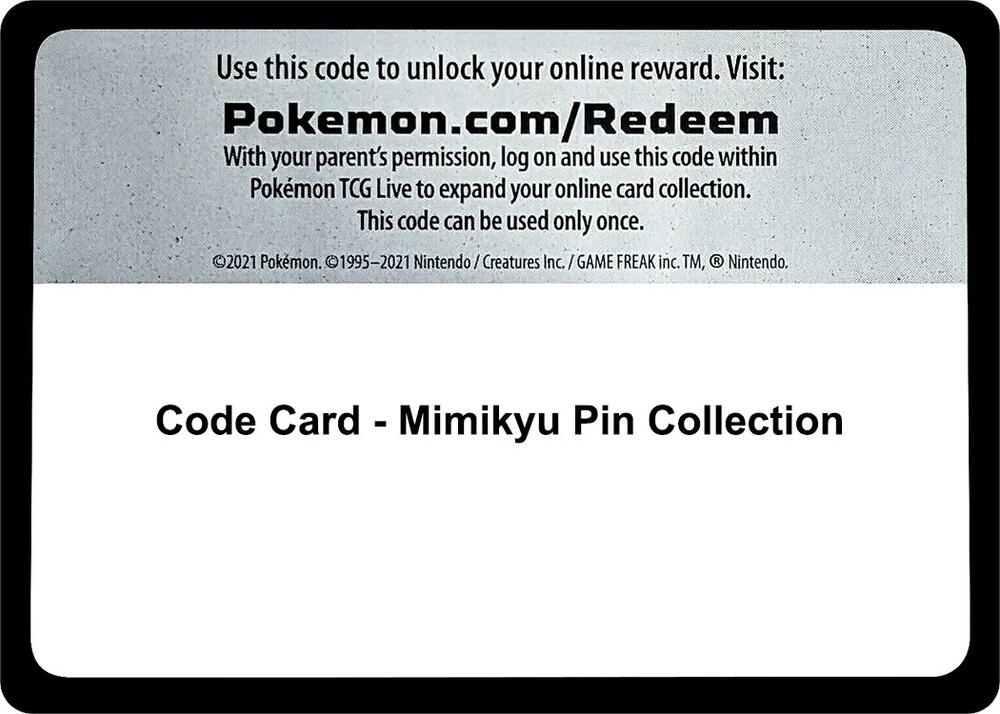 Use this code to unlock your online reward. Visit:
Pokemon.com/Redeem
With your parent's permission, log on and use this code within
Pokémon TCG Live to expand your online card collection.
This code can be used only once.
©2021 Pokémon. ©1995–2021 Nintendo / Creatures Inc. / GAME FREAK inc. TM, ® Nintendo.
Code Card - Mimikyu Pin Collection